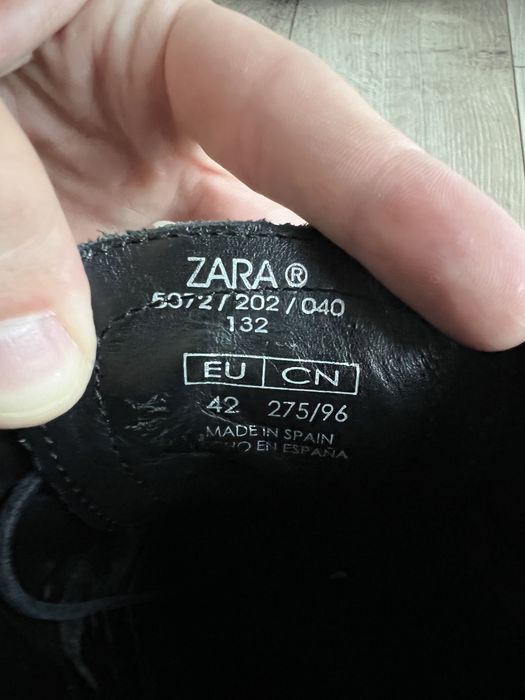 ZARA ®
5072/202/040
132
EU CN
42 275/96
MADE IN SPAIN
EN ESPAÑA